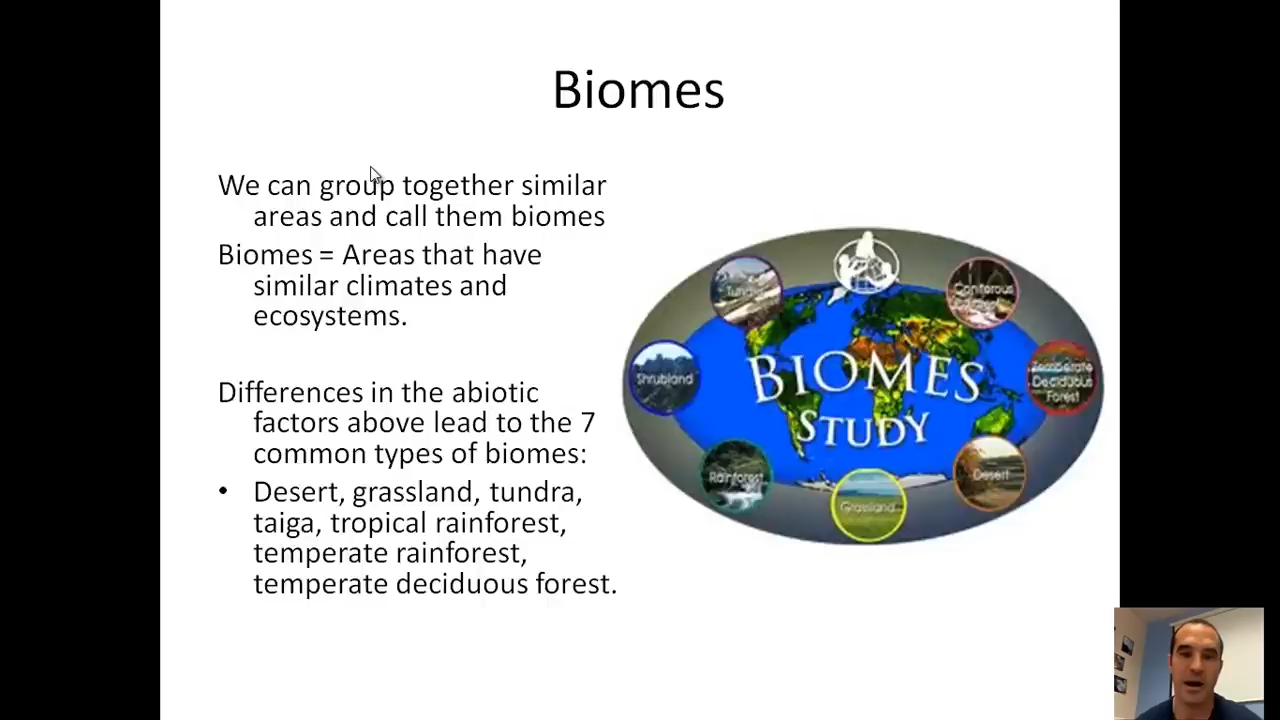 Biomes
We can group together similar
areas and call them biomes
Biomes = Areas that have
similar climates and
ecosystems.
Differences in the abiotic
factors above lead to the 7
common types of biomes:
• Desert, grassland, tundra,
taiga, tropical rainforest,
temperate rainforest,
temperate deciduous forest.
Tundra
Coniferous
Shrubland
BIOMES
STUDY
Temperate
Deciduous
Forest
Rainforest
Desert
Grassland